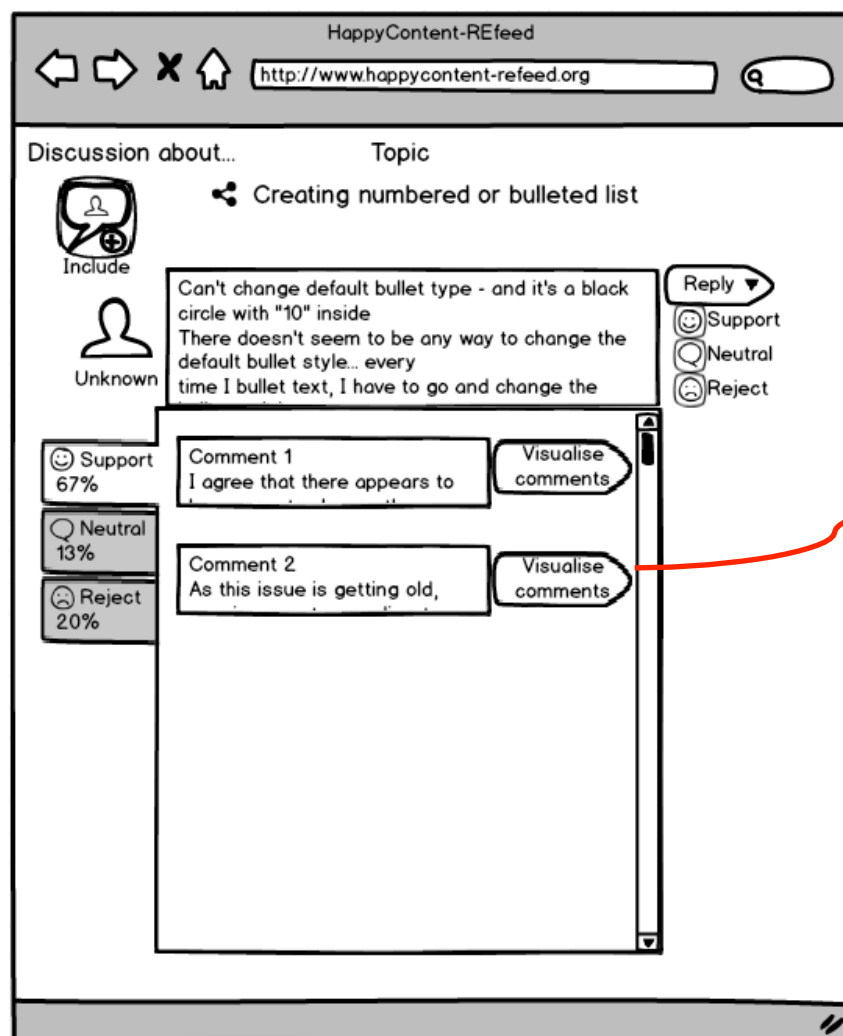 HappyContent-REfeed
http://www.happycontent-refeed.org
Discussion about... Topic
Creating numbered or bulleted list
Include
Can't change default bullet type - and it's a black
circle with "10" inside
There doesn't seem to be any way to change the
default bullet style... every
time I bullet text, I have to go and change the
Unknown
Reply
Support
Neutral
Reject
Support
67%
Neutral
13%
Reject
20%
Comment 1
I agree that there appears to
Visualise
comments
Comment 2
As this issue is getting old,
Visualise
comments